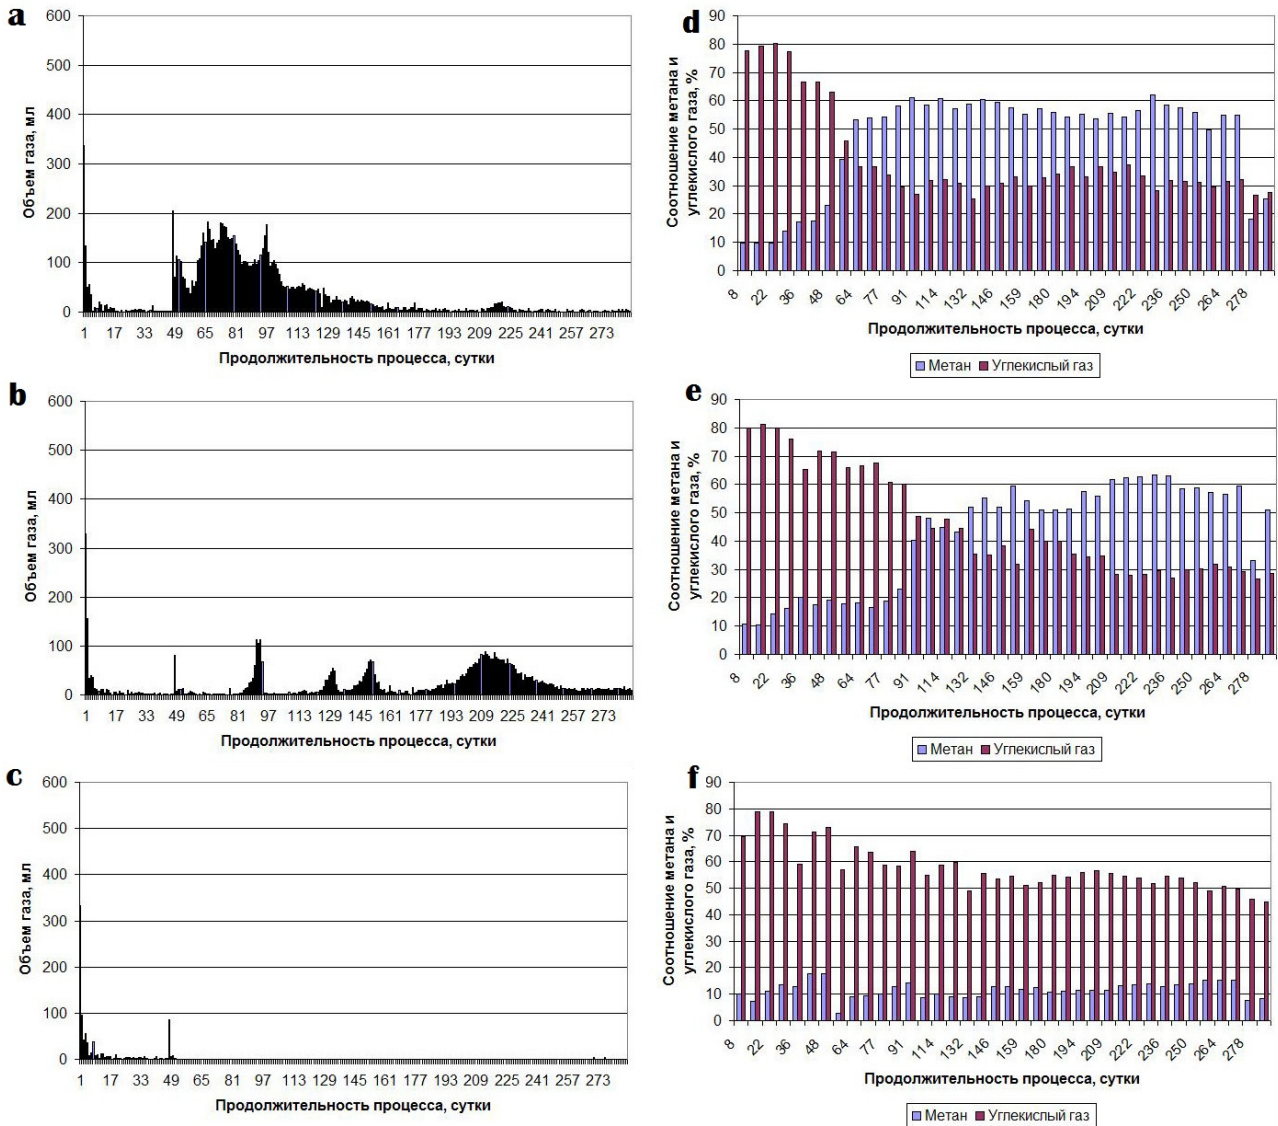 a
600
500
400
300
200
100
0
Объем газа, мл
1 17 33 49 65 81 97 113 129 145 161 177 193 209 225 241 257 273
Продолжительность процесса, сутки
d
90
80
70
60
50
40
30
20
10
0
Соотношение метана и
углекислого газа, %
8 22 36 48 64 77 91 114 132 146 159 180 194 209 222 236 250 264 278
Продолжительность процесса, сутки
Метан Углекислый газ
b
600
500
400
300
200
100
0
Объем газа, мл
1 17 33 49 65 81 97 113 129 145 161 177 193 209 225 241 257 273
Продолжительность процесса, сутки
e
90
80
70
60
50
40
30
20
10
0
Соотношение метана и
углекислого газа, %
8 22 36 48 64 77 91 114 132 146 159 180 194 209 222 236 250 264 278
Продолжительность процесса, сутки
Метан Углекислый газ
c
600
500
400
300
200
100
0
Объем газа, мл
1 17 33 49 65 81 97 113 129 145 161 177 193 209 225 241 257 273
Продолжительность процесса, сутки
f
90
80
70
60
50
40
30
20
10
0
Соотношение метана и
углекислого газа, %
8 22 36 48 64 77 91 114 132 146 159 180 194 209 222 236 250 264 278
Продолжительность процесса, сутки
Метан Углекислый газ